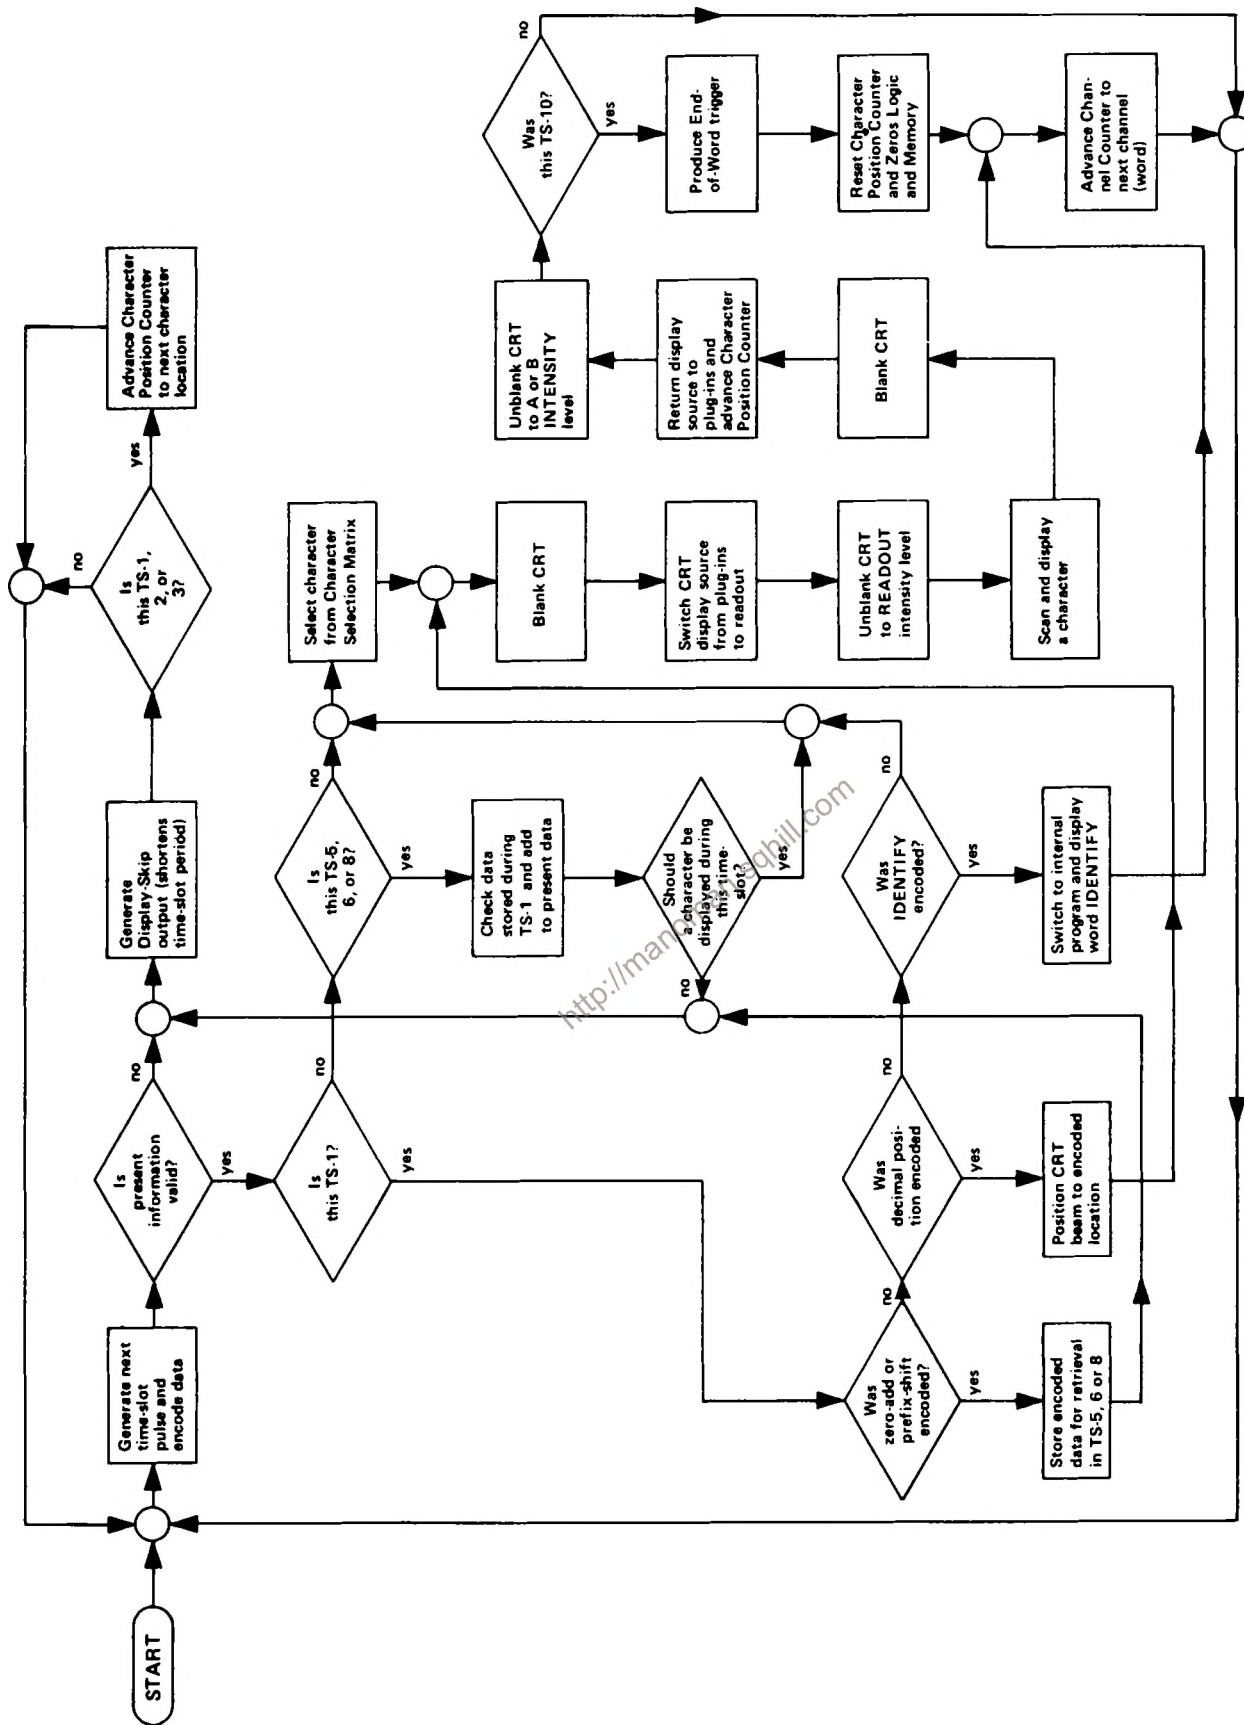 START
Generate next
time-slot
pulse and
encode data
Is
present
information
valid?
no
yes
Generate
Display-Skip
output (shortens
time-slot period)
Is
this TS-1,
2, or
3?
no
yes
Advance Character
Position Counter
to next character
location
Is
this TS-1?
no
yes
Is
this TS-5,
6, or 8?
no
yes
Check data
stored during
TS-1 and add
to present data
Should
a character be
displayed during
this time-
slot?
no
yes
Select character
from Character
Selection Matrix
Blank CRT
Switch CRT
display source
from plug-ins
to readout
Unblank CRT
to READOUT
intensity level
Scan and display
a character
Blank CRT
Return display
source to
plug-ins and
advance Character
Position Counter
Unblank CRT
to A or B
INTENSITY
level
Was
this TS-10?
no
yes
Produce End-
of-Word trigger
Reset Character
Position Counter
and Zeros Logic
and Memory
Advance Chan-
nel Counter to
next channel
(word)
Was
zero-add or
prefix-shift
encoded?
no
yes
Store encoded
data for retrieval
in TS-5, 6 or 8
Was
decimal posi-
tion encoded
no
yes
Position CRT
beam to encoded
location
Was
IDENTIFY
encoded?
no
yes
Switch to internal
program and display
word IDENTIFY
http://manoman.sqhill.com